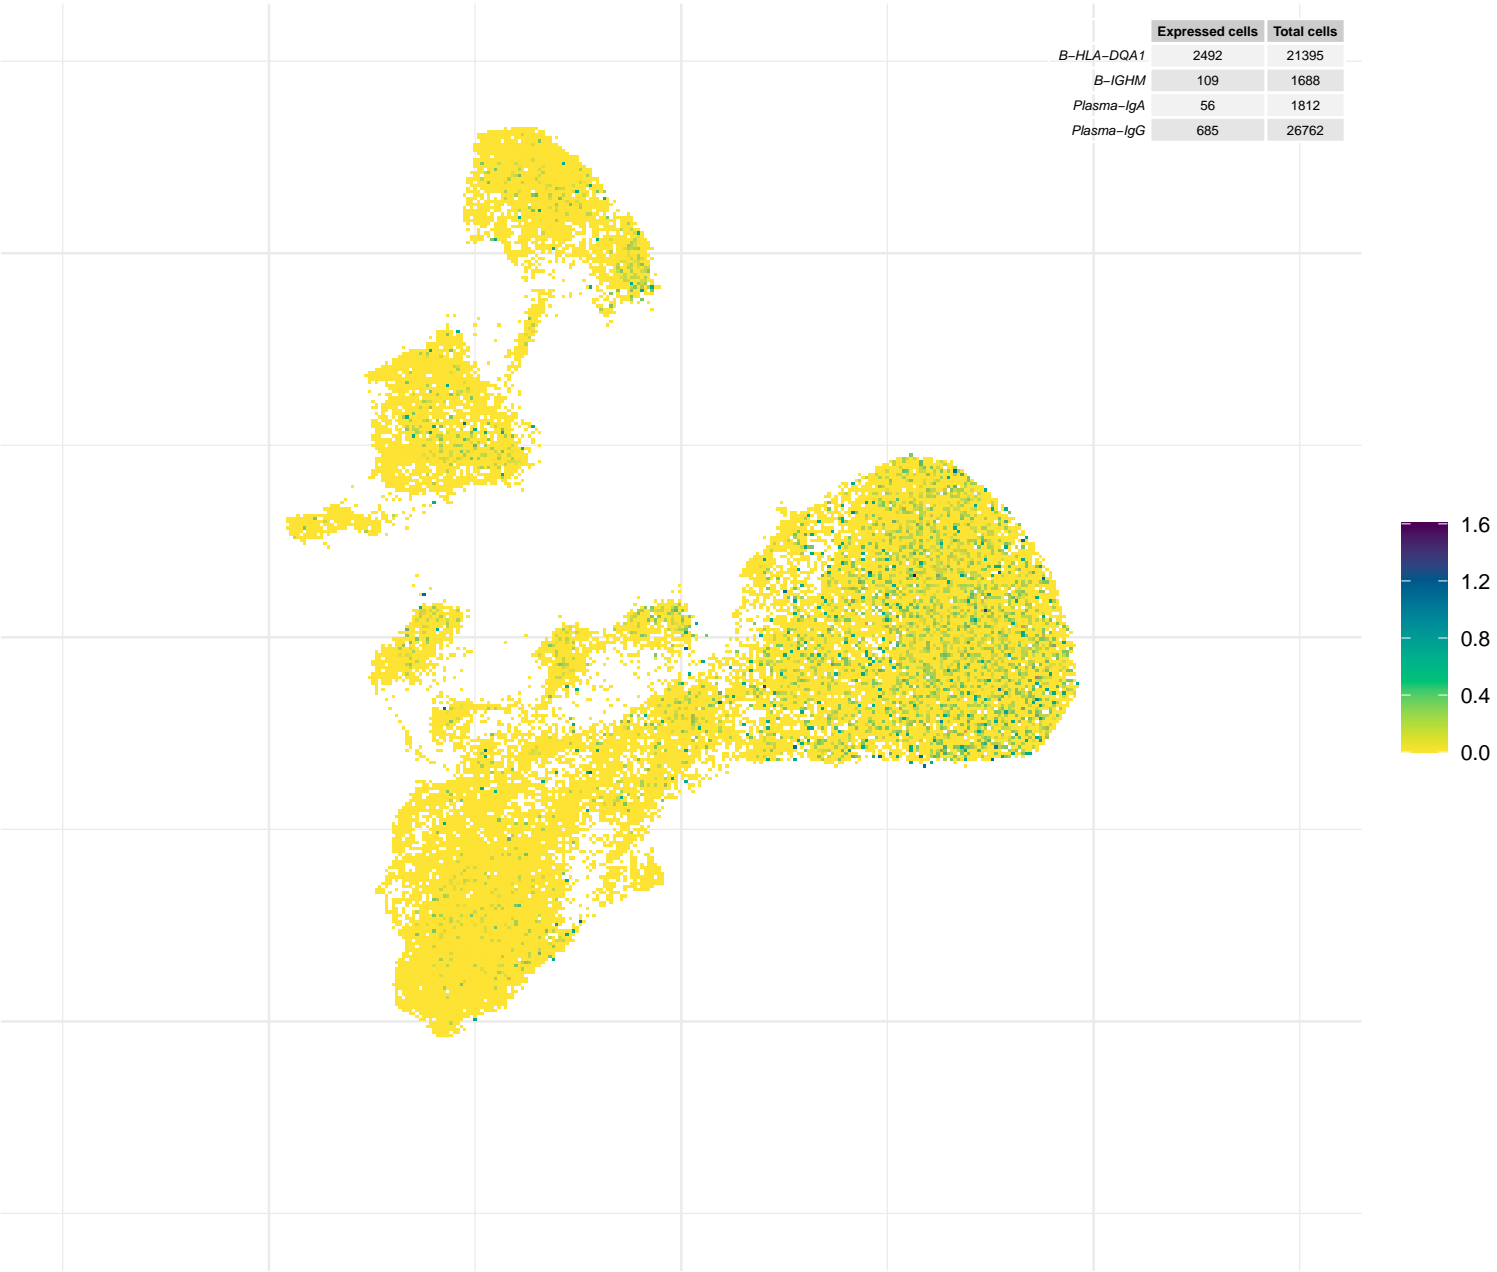 Expressed cells Total cells
B−HLA−DQA1 2492 21395
B−IGHM 109 1688
Plasma−IgA 56 1812
Plasma−IgG 685 26762
1.6
1.2
0.8
0.4
0.0